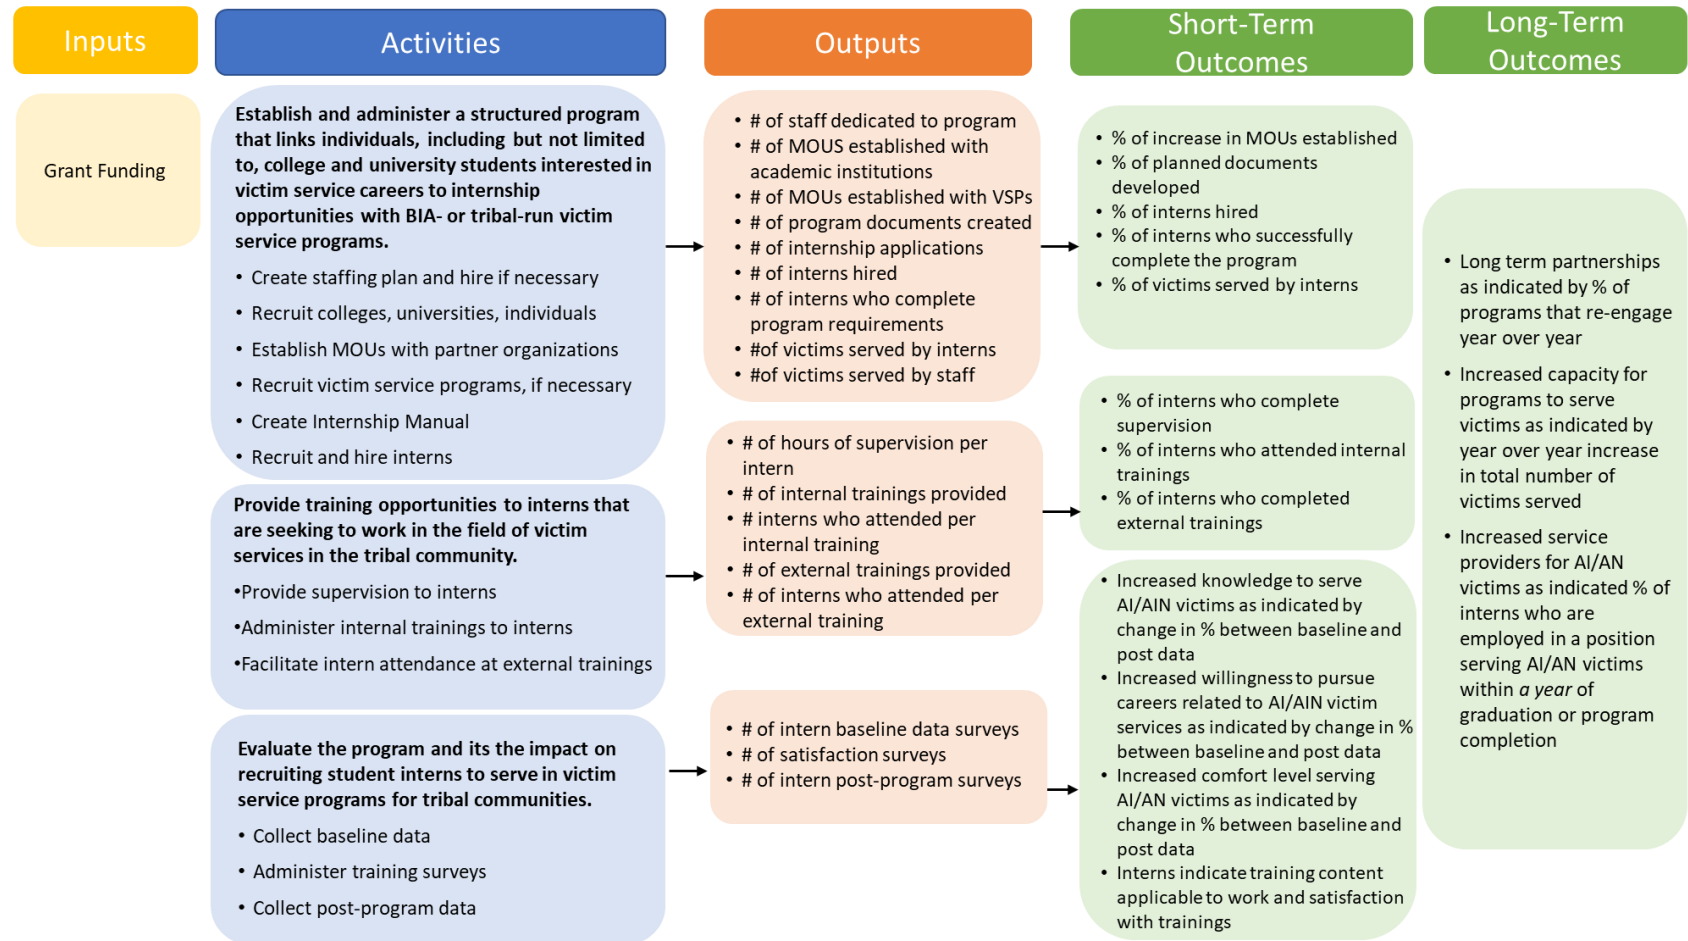 Inputs
Activities
Outputs
Short-Term
Outcomes
Long-Term
Outcomes
Grant Funding
Establish and administer a structured program
that links individuals, including but not limited
to, college and university students interested in
victim service careers to internship
opportunities with BIA- or tribal-run victim
service programs.
• Create staffing plan and hire if necessary
• Recruit colleges, universities, individuals
• Establish MOUs with partner organizations
• Recruit victim service programs, if necessary
• Create Internship Manual
• Recruit and hire interns
Provide training opportunities to interns that
are seeking to work in the field of victim
services in the tribal community.
•Provide supervision to interns
•Administer internal trainings to interns
•Facilitate intern attendance at external trainings
Evaluate the program and its the impact on
recruiting student interns to serve in victim
service programs for tribal communities.
• Collect baseline data
• Administer training surveys
• Collect post-program data
• # of staff dedicated to program
• # of MOUS established with
academic institutions
• # of MOUs established with VSPs
• # of program documents created
• # of internship applications
• # of interns hired
• # of interns who complete
program requirements
• #of victims served by interns
• #of victims served by staff
• # of hours of supervision per
intern
• # of internal trainings provided
• # interns who attended per
internal training
• # of external trainings provided
• # of interns who attended per
external training
• # of intern baseline data surveys
• # of satisfaction surveys
• # of intern post-program surveys
• % of increase in MOUs established
• % of planned documents
developed
• % of interns hired
• % of interns who successfully
complete the program
• % of victims served by interns
• % of interns who complete
supervision
• % of interns who attended internal
trainings
• % of interns who completed
external trainings
• Increased knowledge to serve
AI/AIN victims as indicated by
change in % between baseline and
post data
• Increased willingness to pursue
careers related to AI/AIN victim
services as indicated by change in %
between baseline and post data
• Increased comfort level serving
AI/AN victims as indicated by
change in % between baseline and
post data
• Interns indicate training content
applicable to work and satisfaction
with trainings
• Long term partnerships
as indicated by % of
programs that re-engage
year over year
• Increased capacity for
programs to serve
victims as indicated by
year over year increase
in total number of
victims served
• Increased service
providers for AI/AN
victims as indicated % of
interns who are
employed in a position
serving AI/AN victims
within a year of
graduation or program
completion